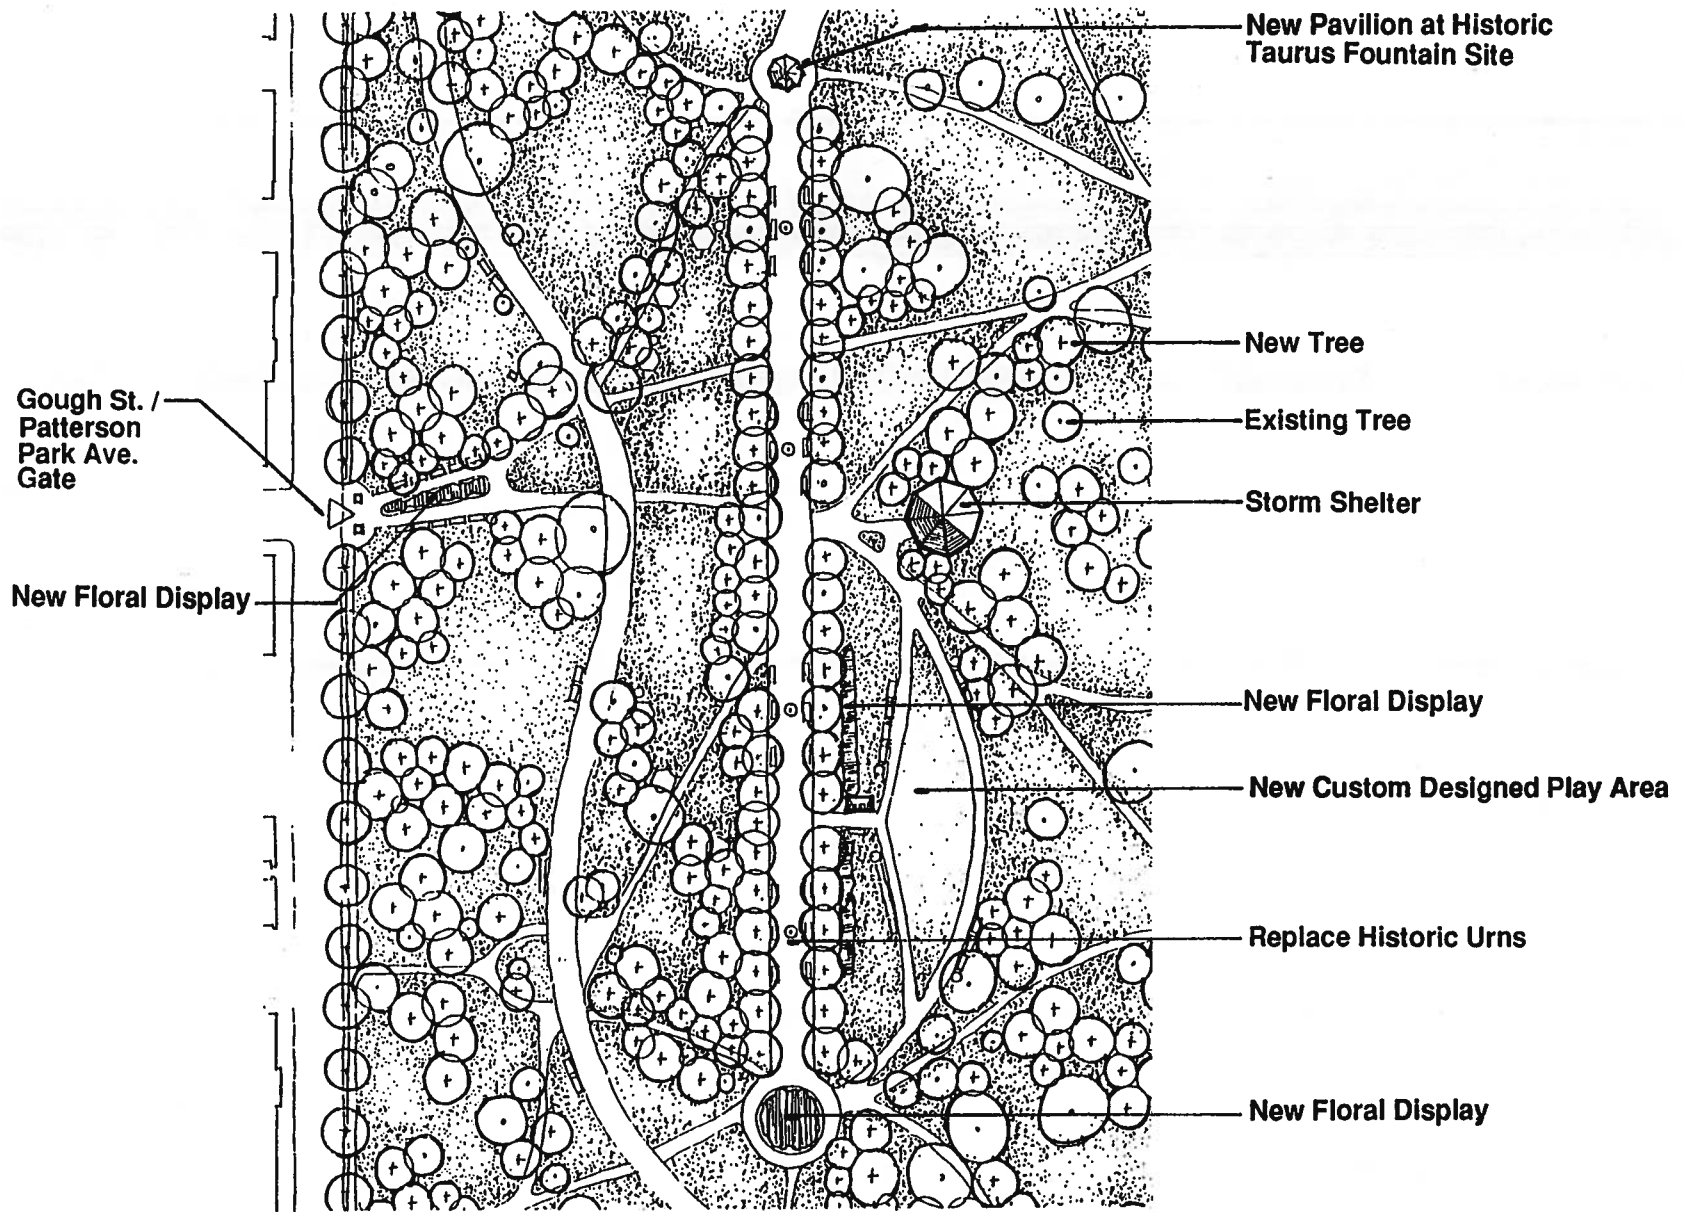 New Pavilion at Historic
Taurus Fountain Site
New Tree
Gough St. /
Patterson
Park Ave.
Gate
Existing Tree
Storm Shelter
New Floral Display
New Floral Display
New Custom Designed Play Area
Replace Historic Urns
New Floral Display